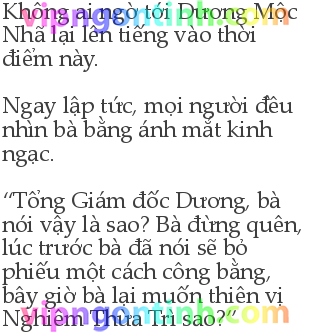 Không ai ngờ tới Dương Mộc
Nhã lại lên tiếng vào thời
điểm này.
Ngay lập tức, mọi người đều
nhìn bà bằng ánh mắt kinh
ngạc.
“Tổng Giám đốc Dương, bà
nói vậy là sao? Bà đừng quên,
lúc trước bà đã nói sẽ bỏ
phiếu một cách công bằng,
bây giờ bà lại muốn thiên vị
Nghiêm Thừa Trì sao?”
vipngontinh.com
vipngontinh.com